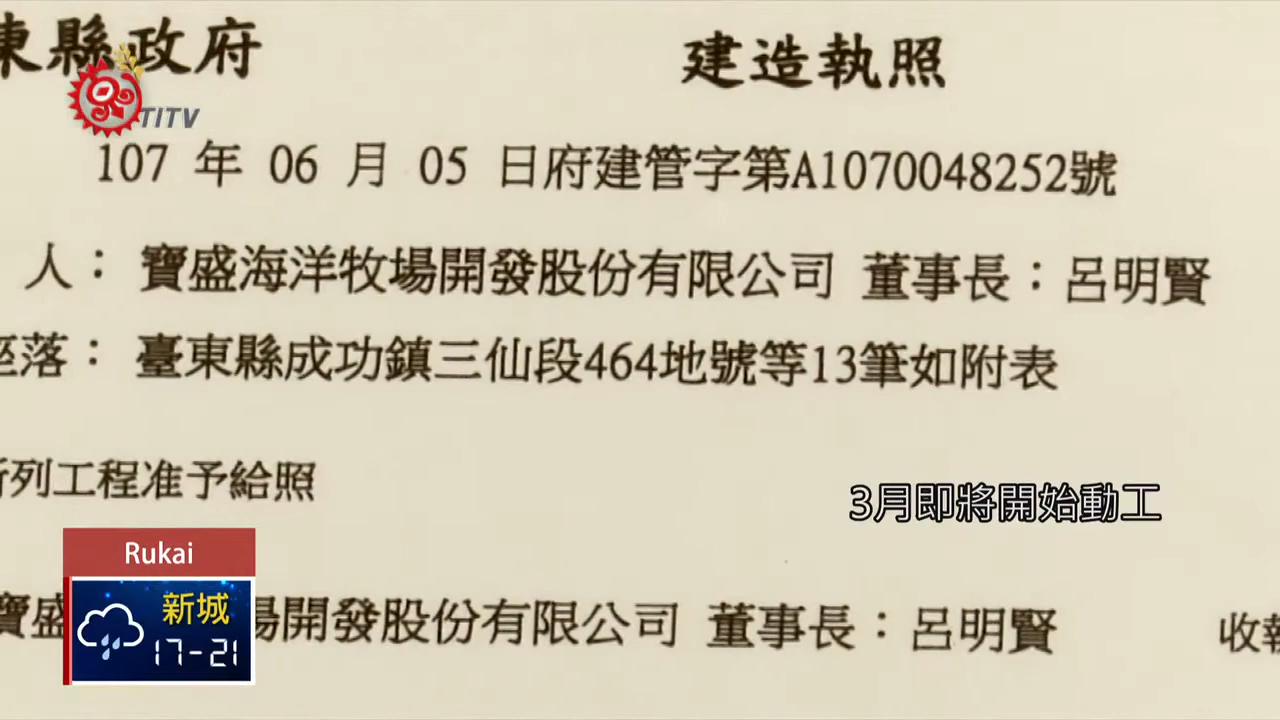 東縣政府 建造執照
TITV
107 年 06 月 05 日府建管字第A1070048252號
人： 寶盛海洋牧場開發股份有限公司 董事長：呂明賢
座落： 臺東縣成功鎮三仙段464地號等13筆如附表
所列工程准予給照
3月即將開始動工
Rukai
新城
17-21
寶盛 場開發股份有限公司 董事長：呂明賢 收執